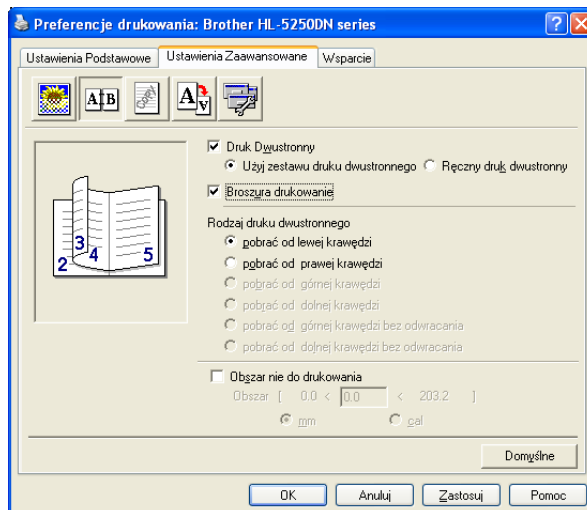 Preferencje drukowania: Brother HL-5250DN series
Ustawienia Podstawowe Ustawienia Zaawansowane Wsparcie
A B A V
Druk Dwustronny
Użyj zestawu druku dwustronnego Ręczny druk dwustronny
Broszura drukowanie
2 3 4 5
Rodzaj druku dwustronnego
pobrać od lewej krawędzi
pobrać od prawej krawędzi
pobrać od górnej krawędzi
pobrać od dolnej krawędzi
pobrać od górnej krawędzi bez odwracania
pobrać od dolnej krawędzi bez odwracania
Obszar nie do drukowania
Obszar [ 0.0 < 0.0 < 203.2 ]
mm cal
Domyślne
OK Anuluj Zastosuj Pomoc